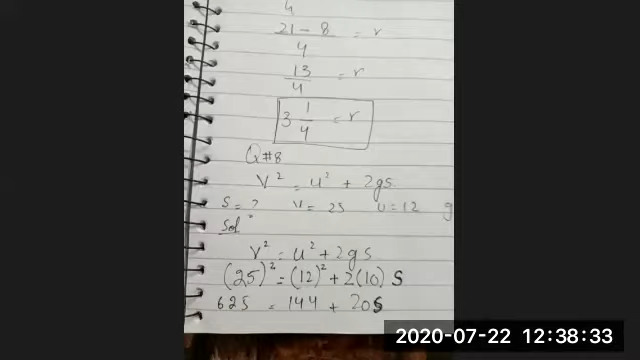 4
21 - 8 / 4 = r
13 / 4 = r
3 1/4 = r
Q#8
V² = u² + 2gs
S = ? V = 25 u = 12 g
Sol:
V² = u² + 2gs
(25)² = (12)² + 2(10) S
625 = 144 + 20S
2020-07-22 12:38:33